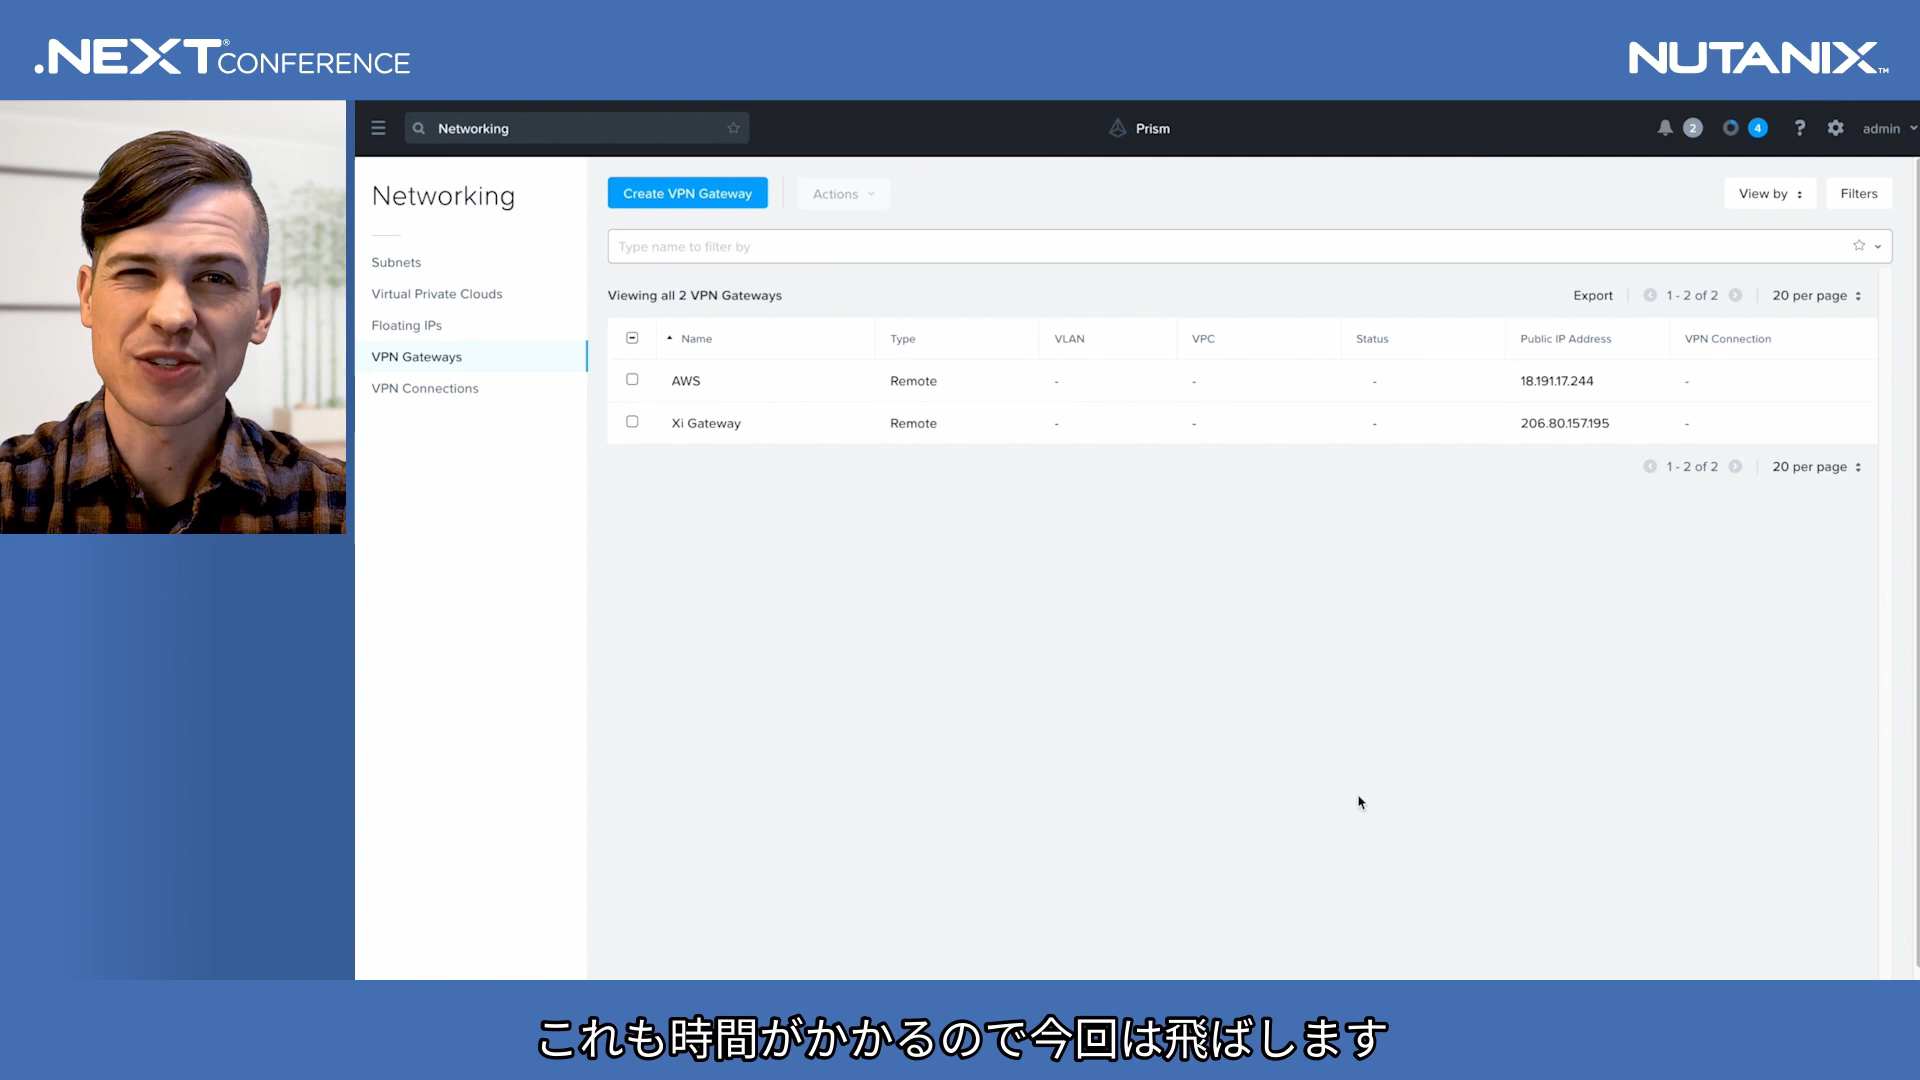 .NEXT® CONFERENCE
NUTANIX™
Networking
Prism
2
4
?
admin
Networking
Subnets
Virtual Private Clouds
Floating IPs
VPN Gateways
VPN Connections
Create VPN Gateway
Actions
View by
Filters
Type name to filter by
Viewing all 2 VPN Gateways
Export
1 - 2 of 2
20 per page
Name Type VLAN VPC Status Public IP Address VPN Connection
AWS Remote - - - 18.191.17.244 -
Xi Gateway Remote - - - 206.80.157.195 -
1 - 2 of 2
20 per page
これも時間がかかるので今回は飛ばします